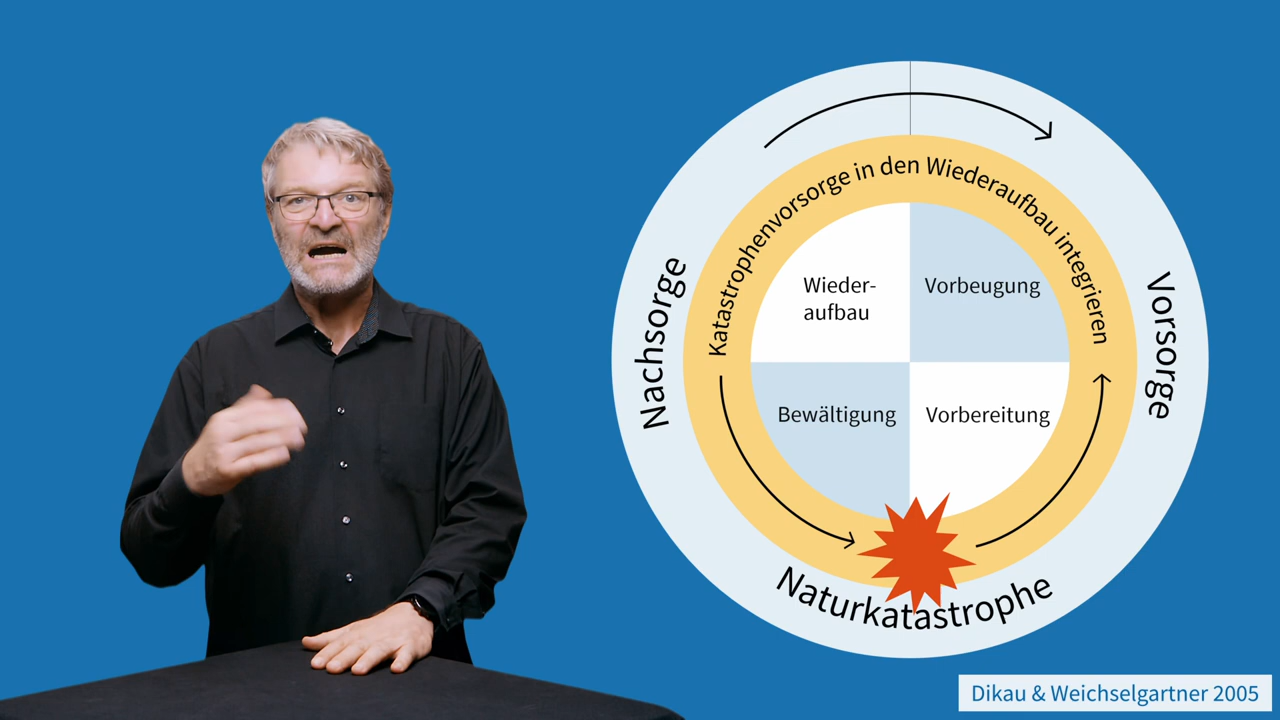 Katastrophenvorsorge in den Wiederaufbau integrieren
Nachsorge
Vorsorge
Wieder-
aufbau
Vorbeugung
Bewältigung
Vorbereitung
Naturkatastrophe
Dikau & Weichselgartner 2005